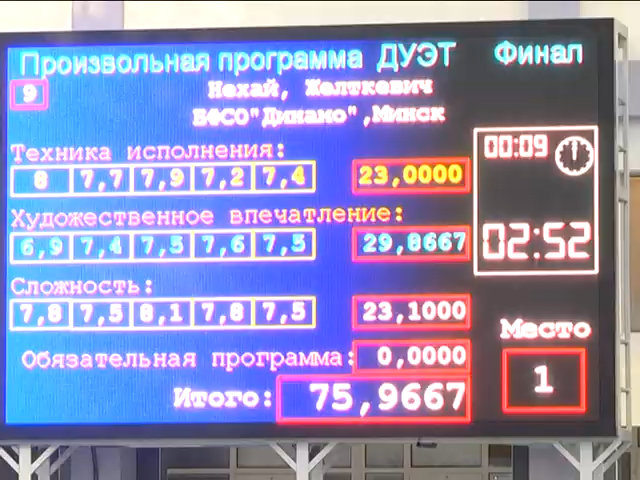 Произвольная программа ДУЭТ Финал
9 Нехай, Желткевич
БФСО"Динамо",Минск
Техника исполнения:
8 7,7 7,9 7,2 7,4 23,0000
00:09
Художественное впечатление:
6,9 7,4 7,5 7,6 7,5 29,8667
02:52
Сложность:
7,8 7,5 8,1 7,8 7,5 23,1000
Место
Обязательная программа: 0,0000
1
Итого: 75,9667